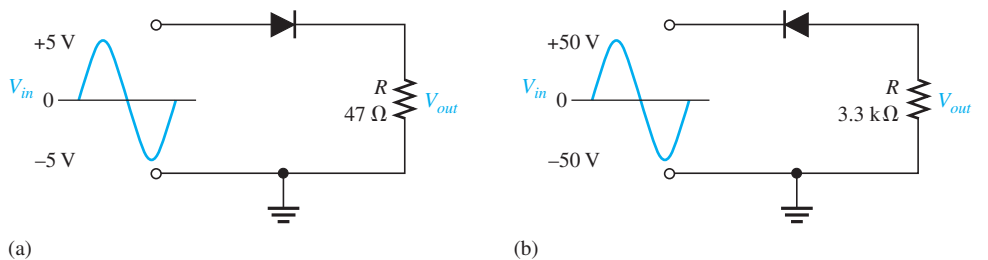 +5 V
V_in 0
–5 V
R
47 Ω
V_out
(a)
+50 V
V_in 0
–50 V
R
3.3 kΩ
V_out
(b)